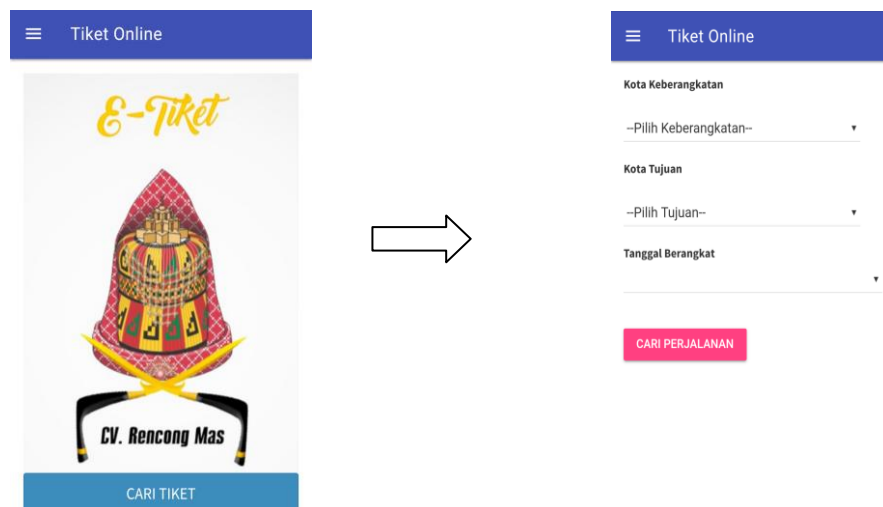 Tiket Online
E-Tiket
CV. Rencong Mas
CARI TIKET
Tiket Online
Kota Keberangkatan
--Pilih Keberangkatan--
Kota Tujuan
--Pilih Tujuan--
Tanggal Berangkat
CARI PERJALANAN